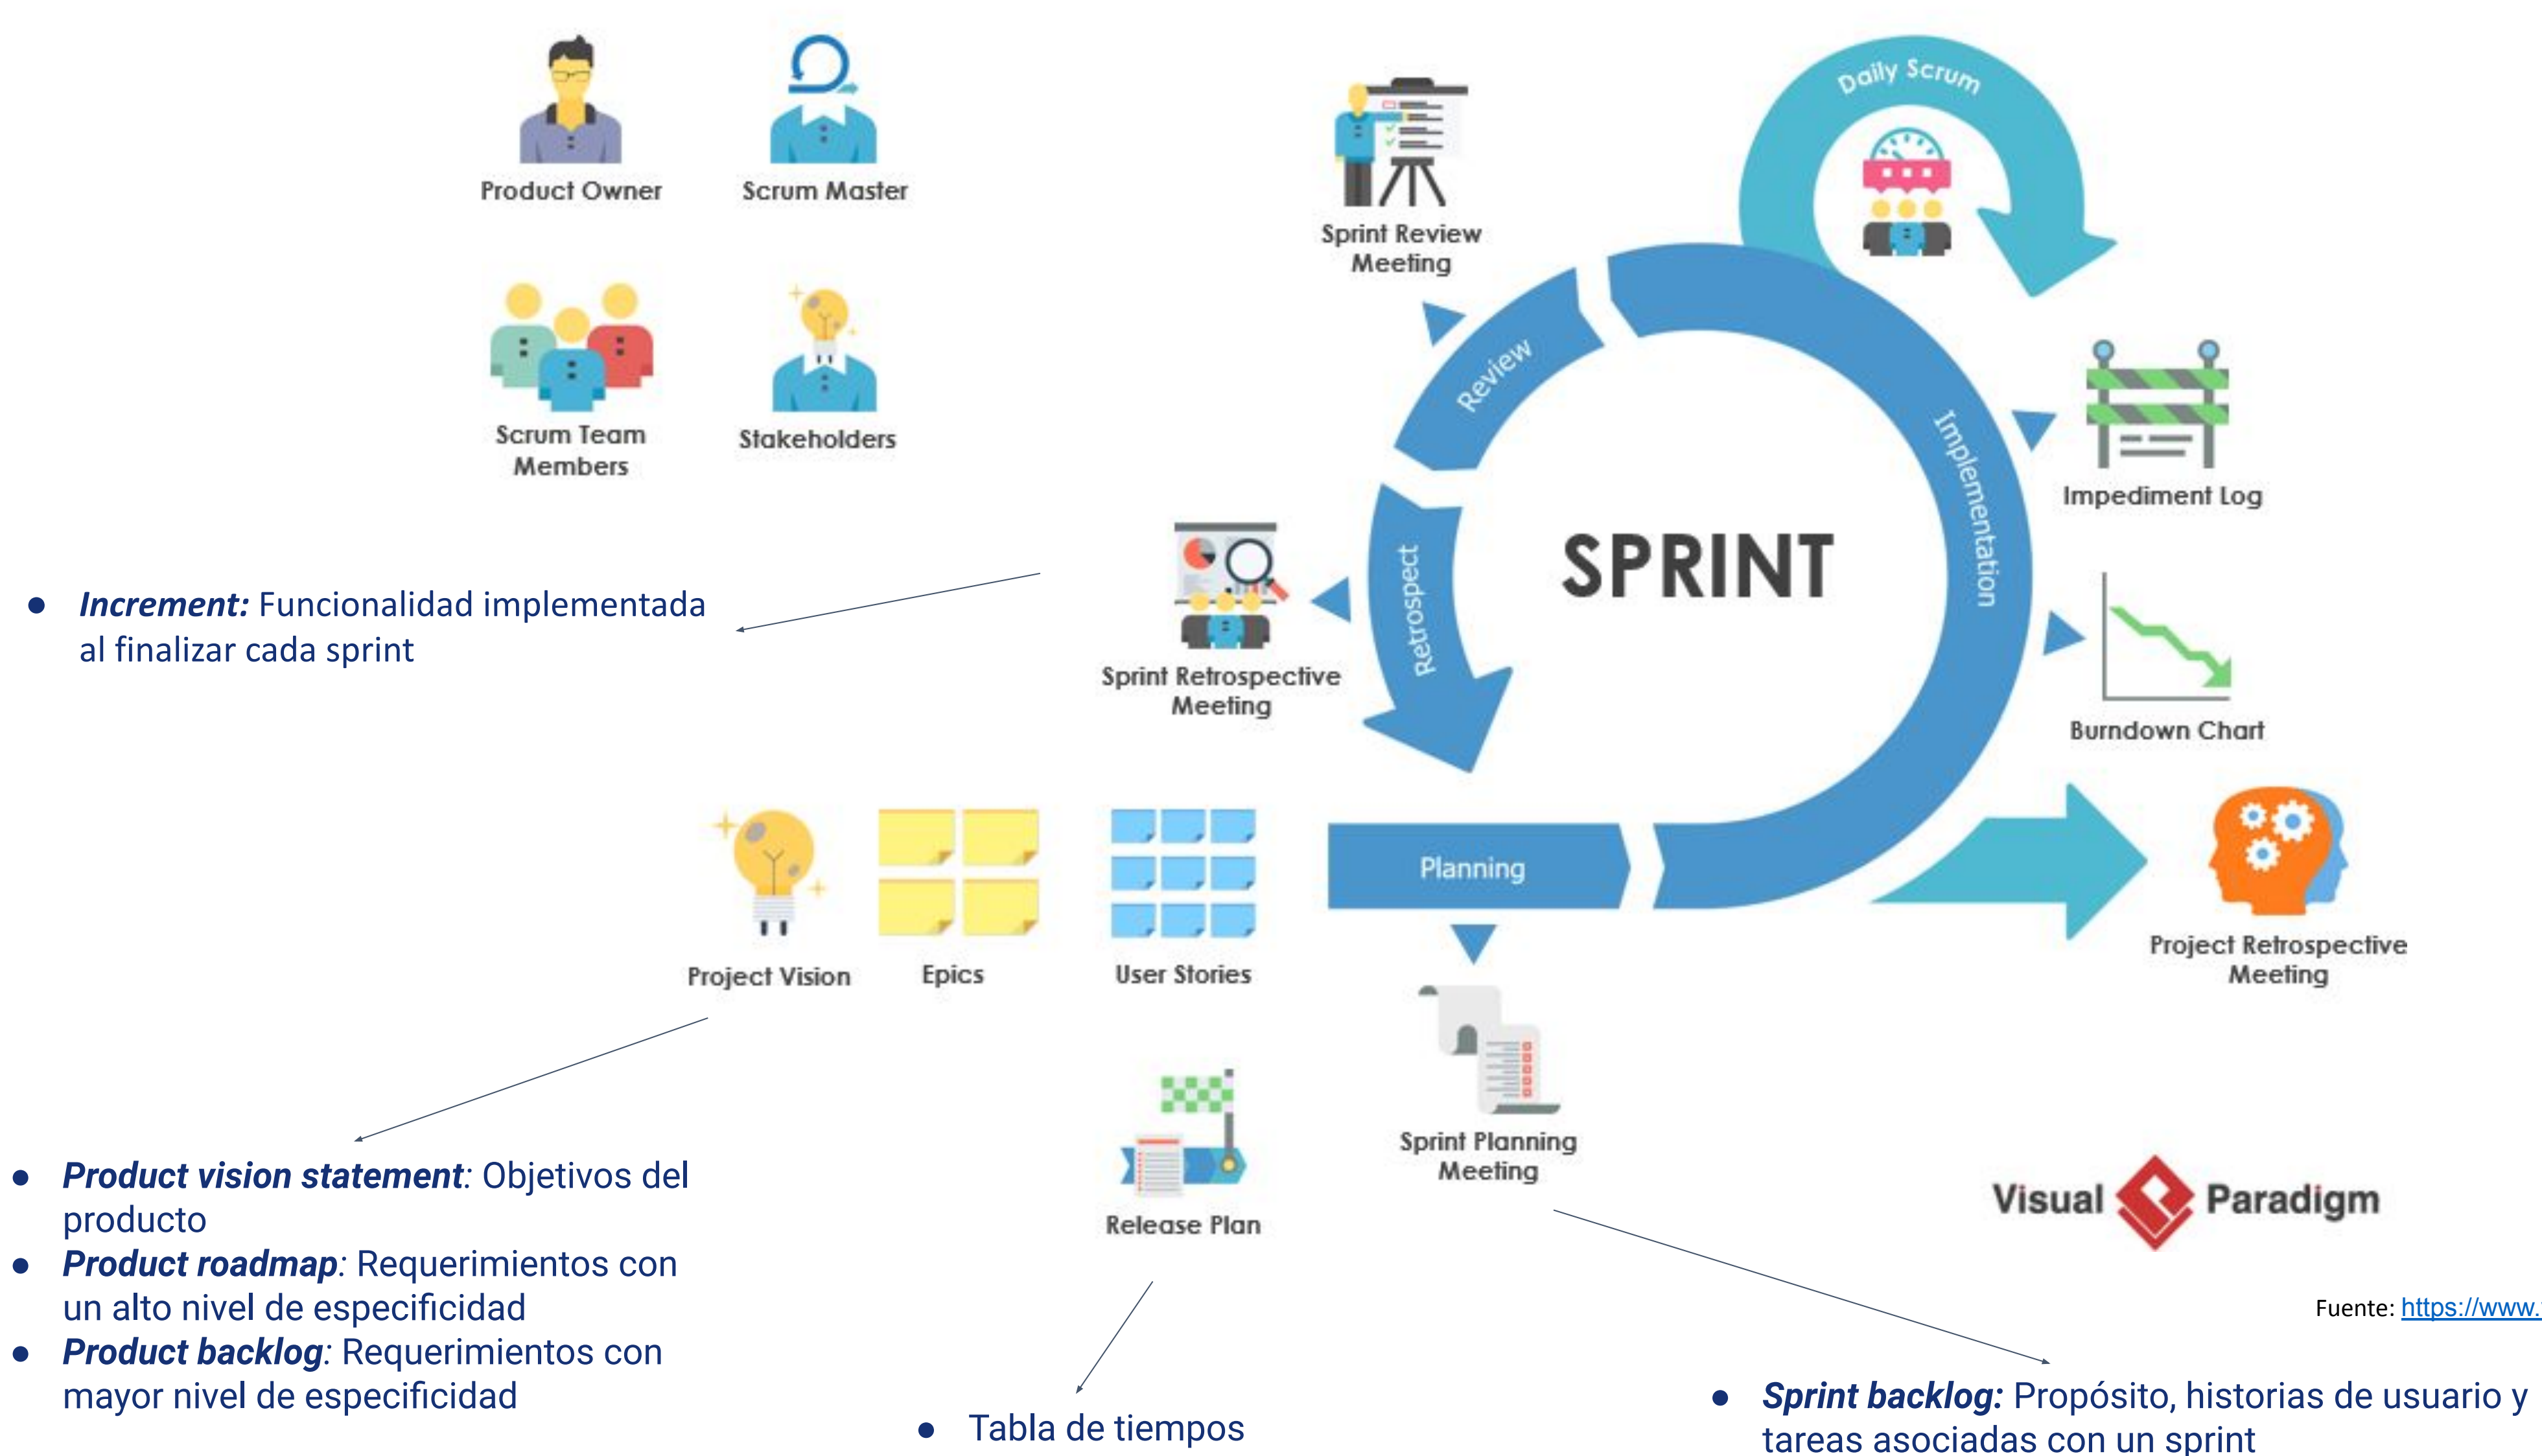 Product Owner
Scrum Master
Scrum Team
Members
Stakeholders
Sprint Review
Meeting
Daily Scrum
Review
Implementation
Retrospect
SPRINT
Impediment Log
Burndown Chart
Sprint Retrospective
Meeting
● Increment: Funcionalidad implementada
al finalizar cada sprint
Project Vision
Epics
User Stories
Planning
Project Retrospective
Meeting
Sprint Planning
Meeting
Release Plan
Visual Paradigm
● Product vision statement: Objetivos del
producto
● Product roadmap: Requerimientos con
un alto nivel de especificidad
● Product backlog: Requerimientos con
mayor nivel de especificidad
● Tabla de tiempos
Fuente: https://www.
● Sprint backlog: Propósito, historias de usuario y
tareas asociadas con un sprint